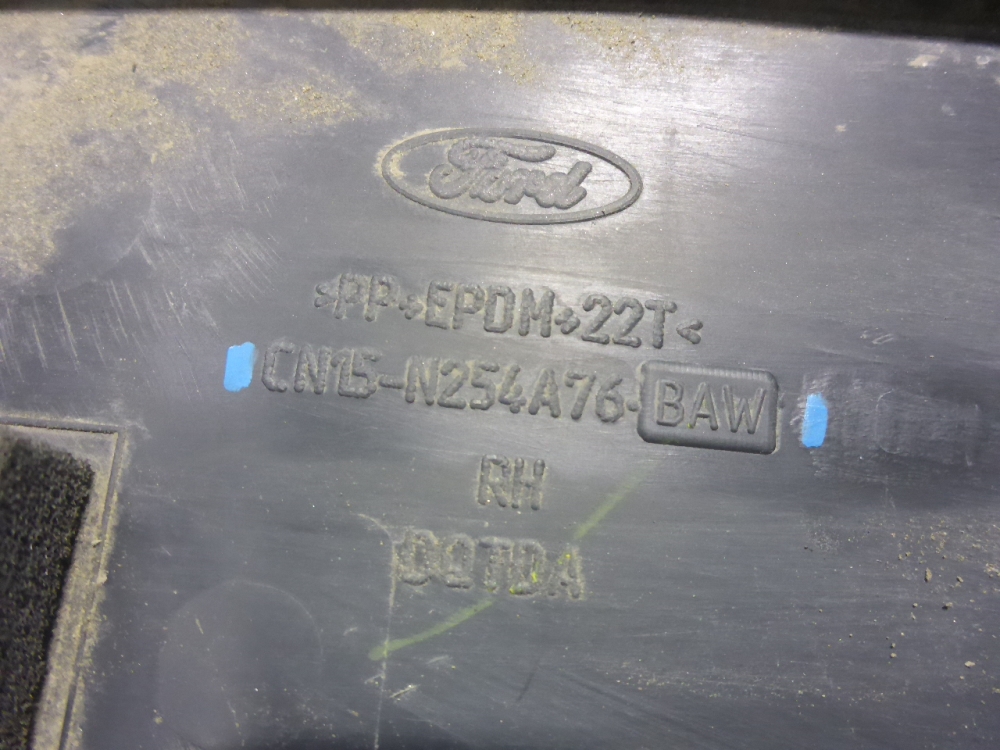 Ford
>PP+EPDM+22T<
CN15-N254A76-BAW
RH